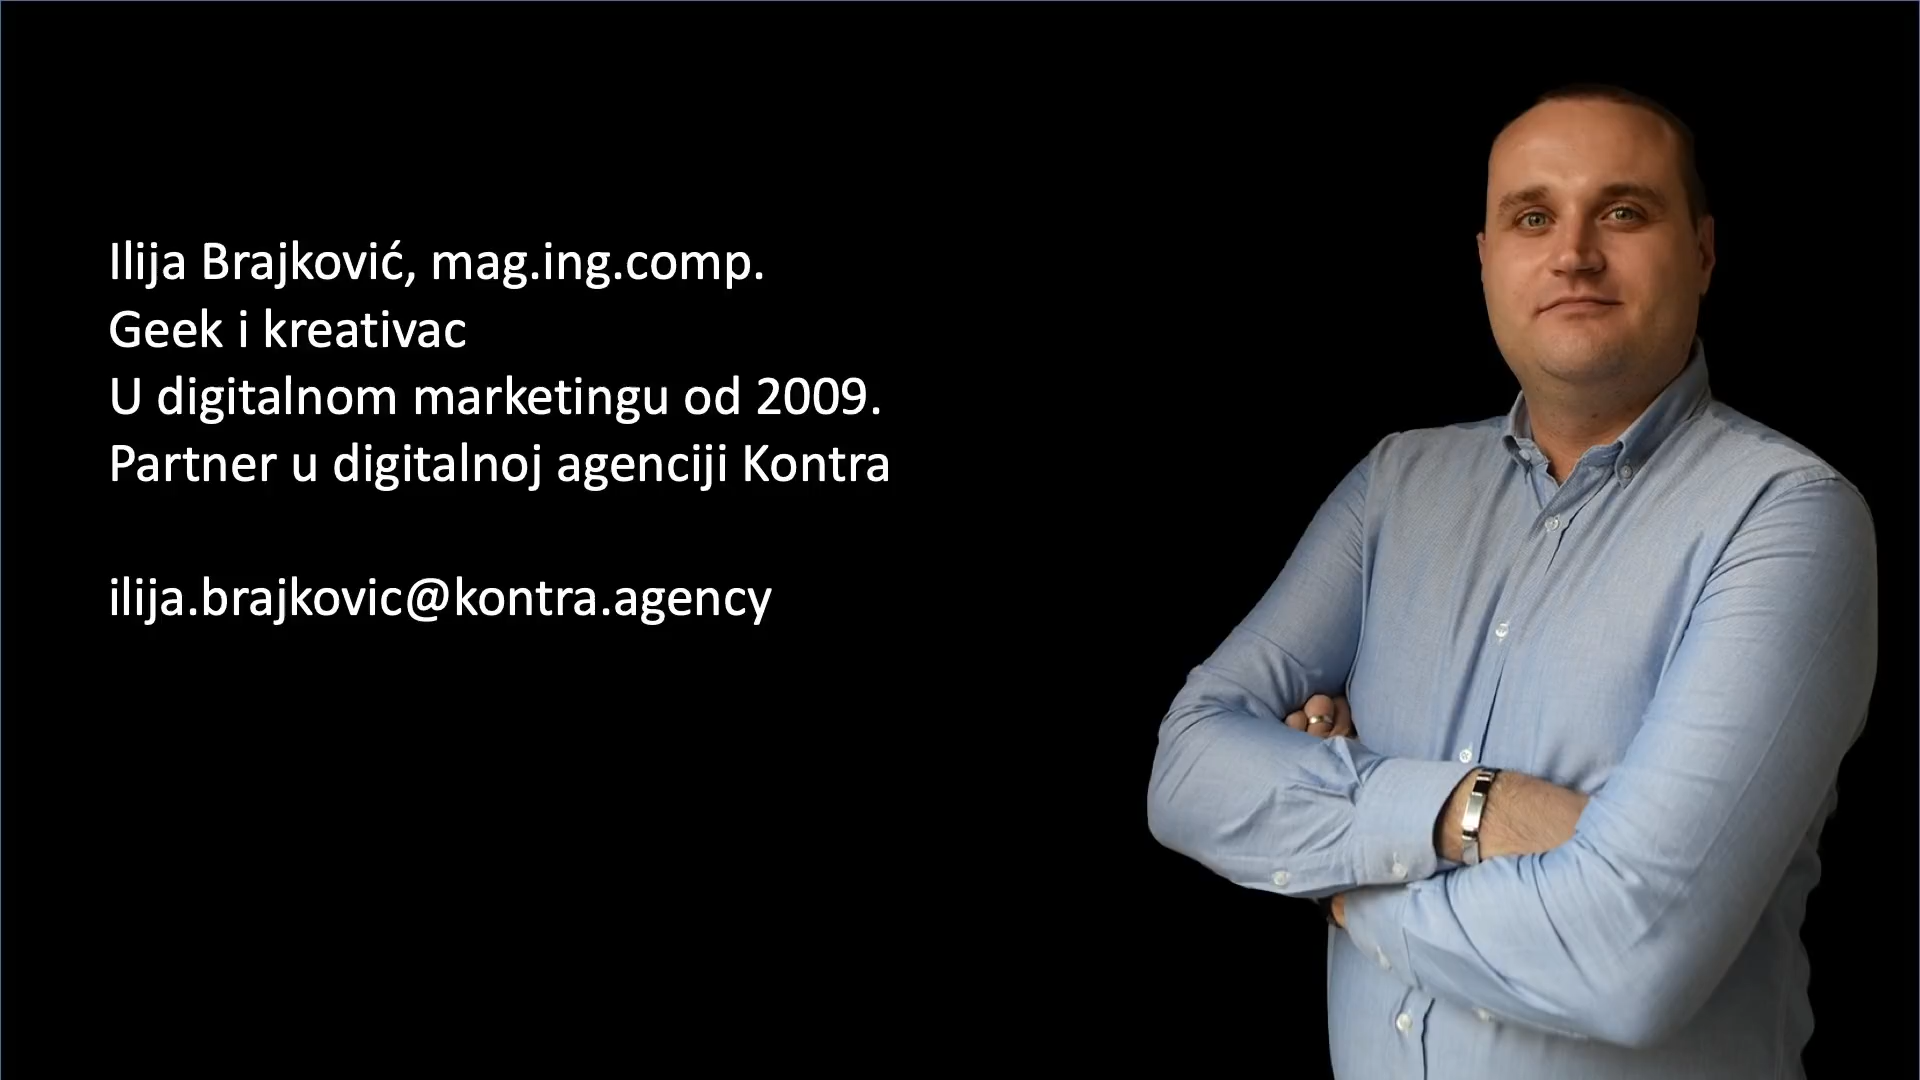 Ilija Brajković, mag.ing.comp.
Geek i kreativac
U digitalnom marketingu od 2009.
Partner u digitalnoj agenciji Kontra
ilija.brajkovic@kontra.agency